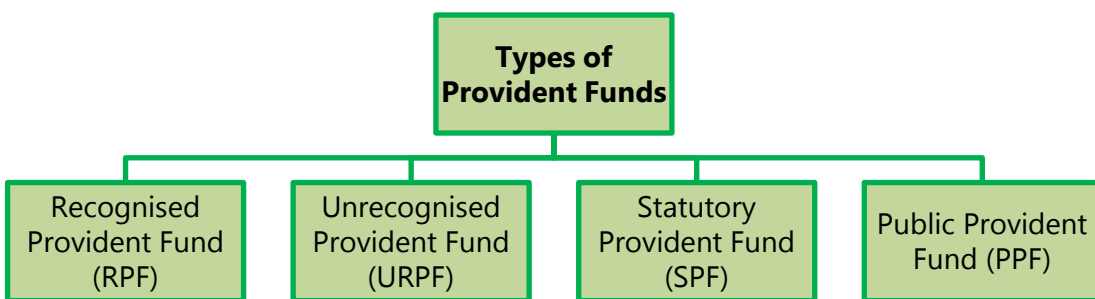 Types of
Provident Funds
Recognised
Provident Fund
(RPF)
Unrecognised
Provident Fund
(URPF)
Statutory
Provident Fund
(SPF)
Public Provident
Fund (PPF)